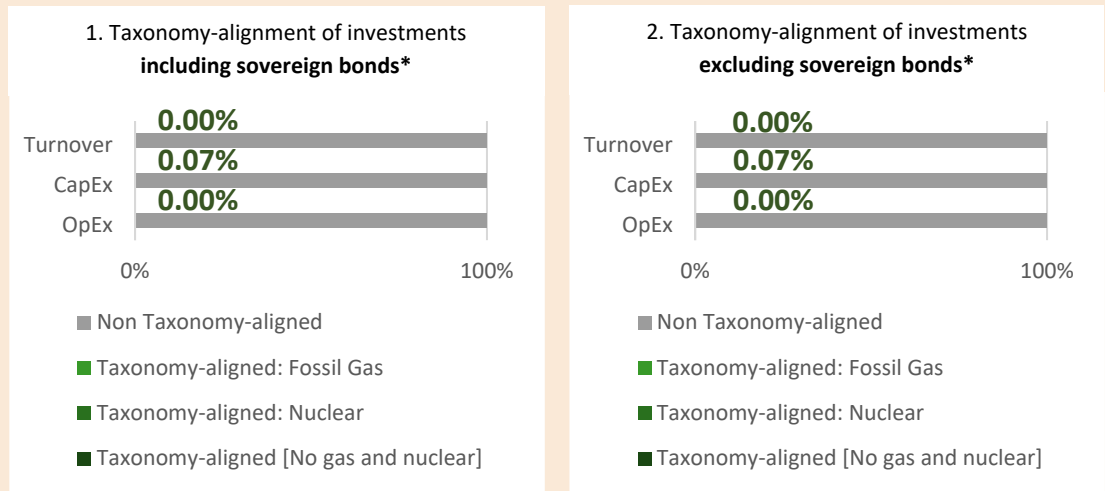 1. Taxonomy-alignment of investments
including sovereign bonds*
0.00%
Turnover
0.07%
CapEx
0.00%
OpEx
0% 100%
Non Taxonomy-aligned
Taxonomy-aligned: Fossil Gas
Taxonomy-aligned: Nuclear
Taxonomy-aligned [No gas and nuclear]
2. Taxonomy-alignment of investments
excluding sovereign bonds*
0.00%
Turnover
0.07%
CapEx
0.00%
OpEx
0% 100%
Non Taxonomy-aligned
Taxonomy-aligned: Fossil Gas
Taxonomy-aligned: Nuclear
Taxonomy-aligned [No gas and nuclear]